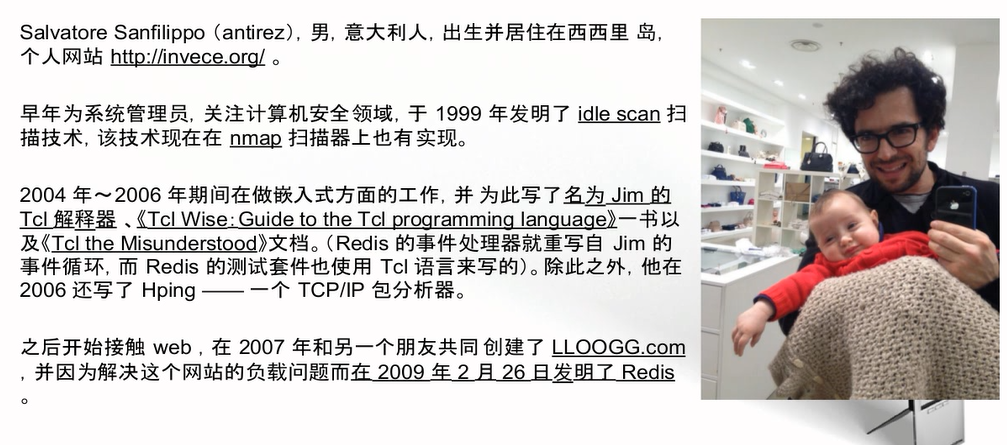 Salvatore Sanfilippo（antirez），男，意大利人，出生并居住在西西里 岛，
个人网站 http://invece.org/ 。
早年为系统管理员，关注计算机安全领域，于 1999 年发明了 idle scan 扫
描技术，该技术现在在 nmap 扫描器上也有实现。
2004 年～2006 年期间在做嵌入式方面的工作，并 为此写了名为 Jim 的
Tcl 解释器 、《Tcl Wise: Guide to the Tcl programming language》一书以
及《Tcl the Misunderstood》文档。（Redis 的事件处理器就重写自 Jim 的
事件循环，而 Redis 的测试套件也使用 Tcl 语言来写的）。除此之外，他在
2006 还写了 Hping —— 一个 TCP/IP 包分析器。
之后开始接触 web ，在 2007 年和另一个朋友共同 创建了 LLOOGG.com
，并因为解决这个网站的负载问题而在 2009 年 2 月 26 日发明了 Redis
。